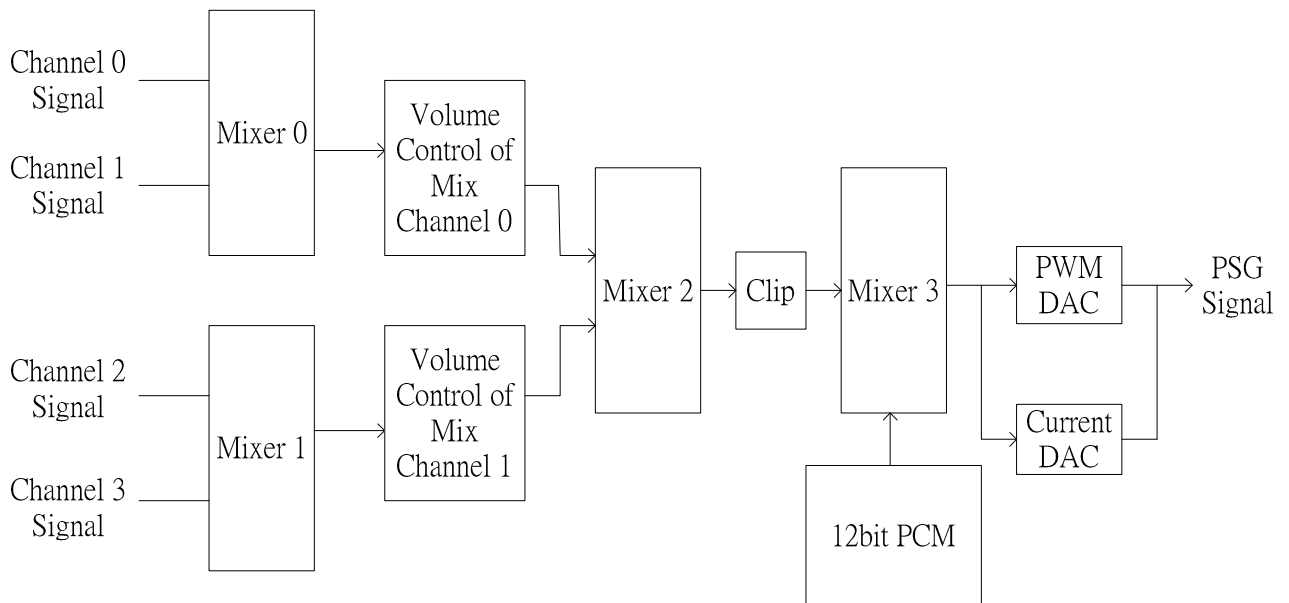 Channel 0
Signal
Channel 1
Signal
Mixer 0
Volume
Control of
Mix
Channel 0
Channel 2
Signal
Channel 3
Signal
Mixer 1
Volume
Control of
Mix
Channel 1
Mixer 2
Clip
Mixer 3
12bit PCM
PWM
DAC
Current
DAC
PSG
Signal